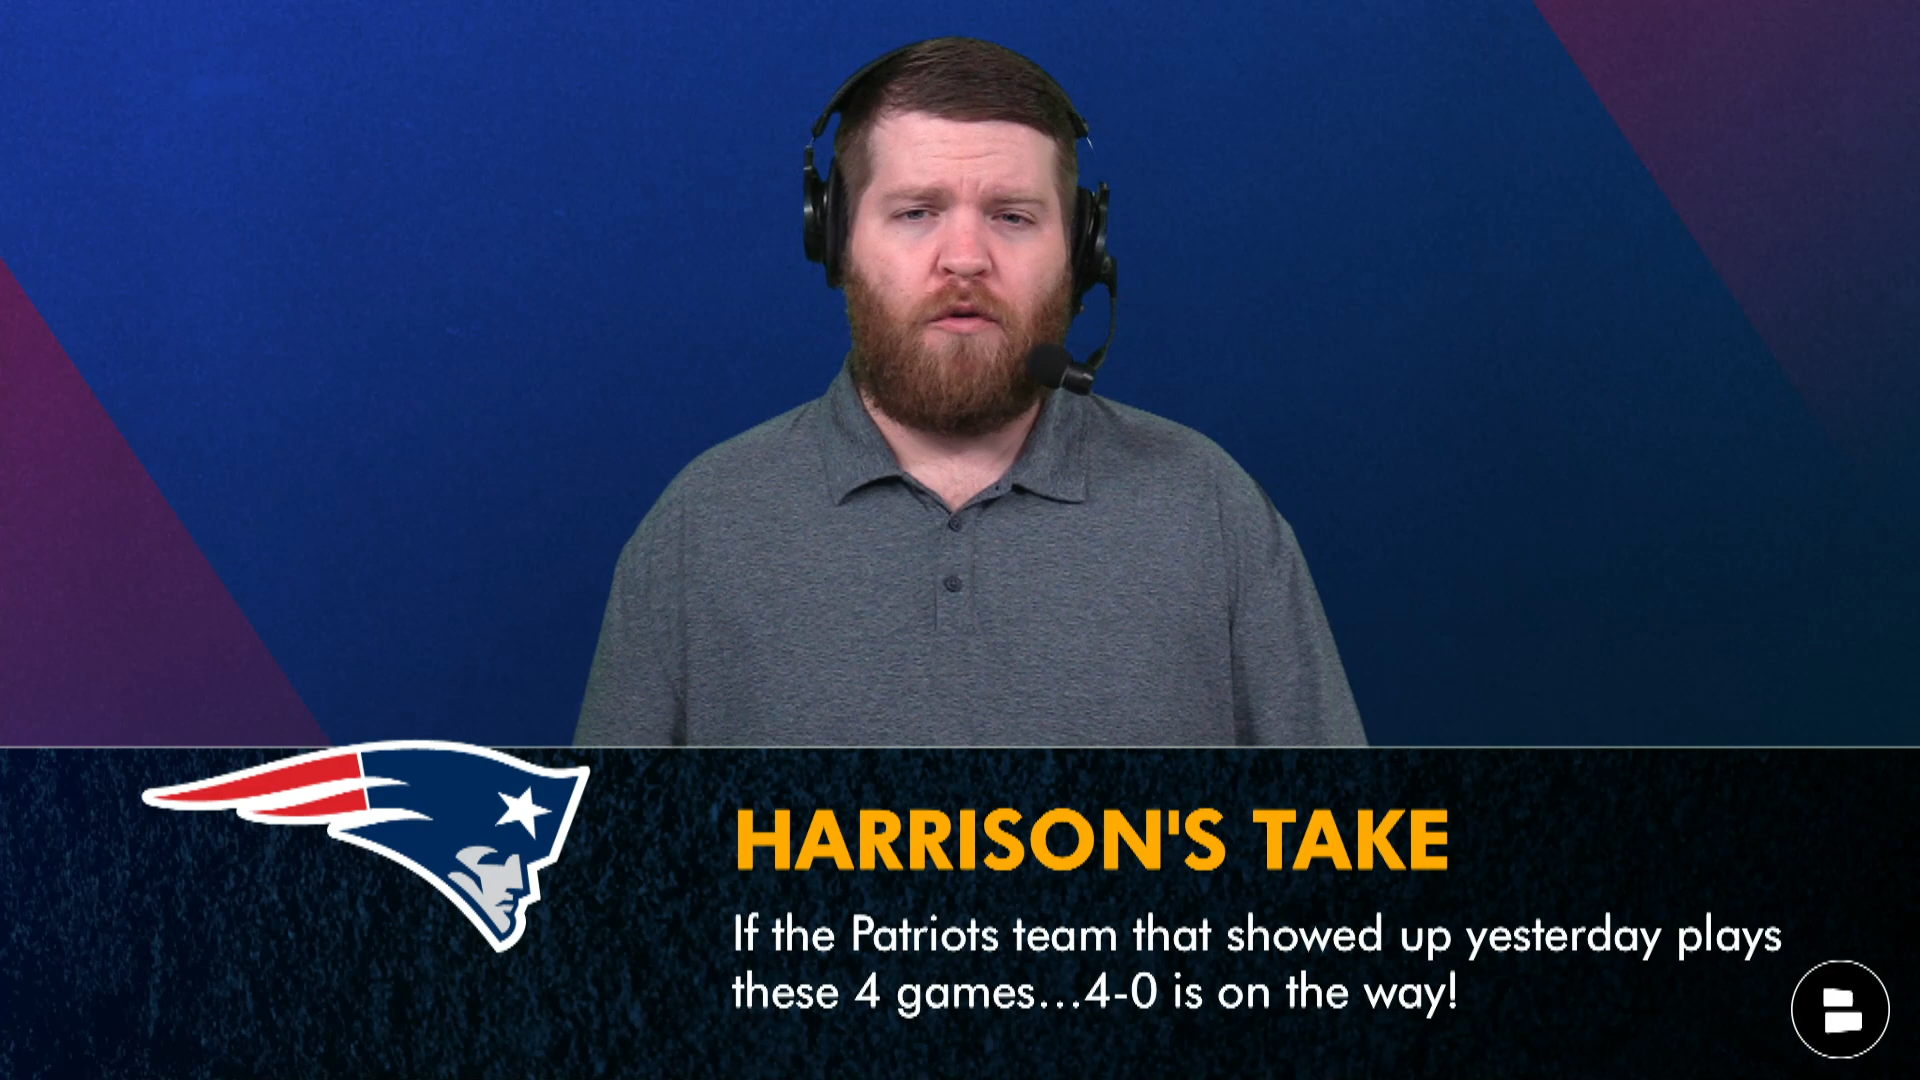 HARRISON'S TAKE
If the Patriots team that showed up yesterday plays
these 4 games...4-0 is on the way!